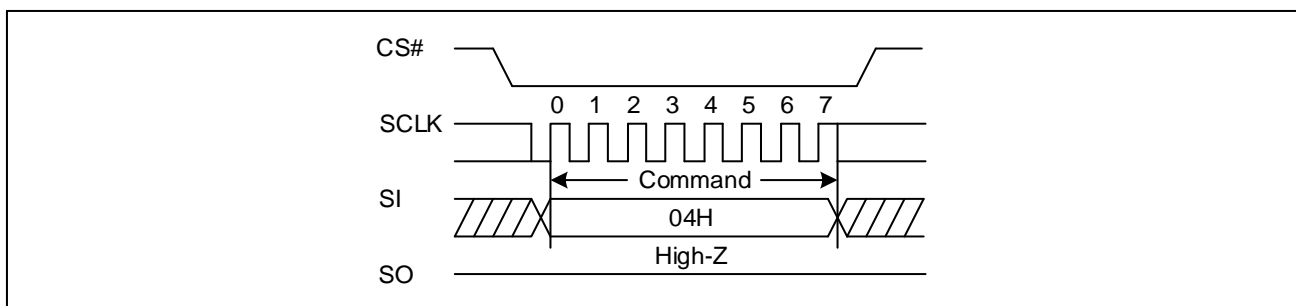 CS#
0 1 2 3 4 5 6 7
SCLK
Command
SI
04H
High-Z
SO